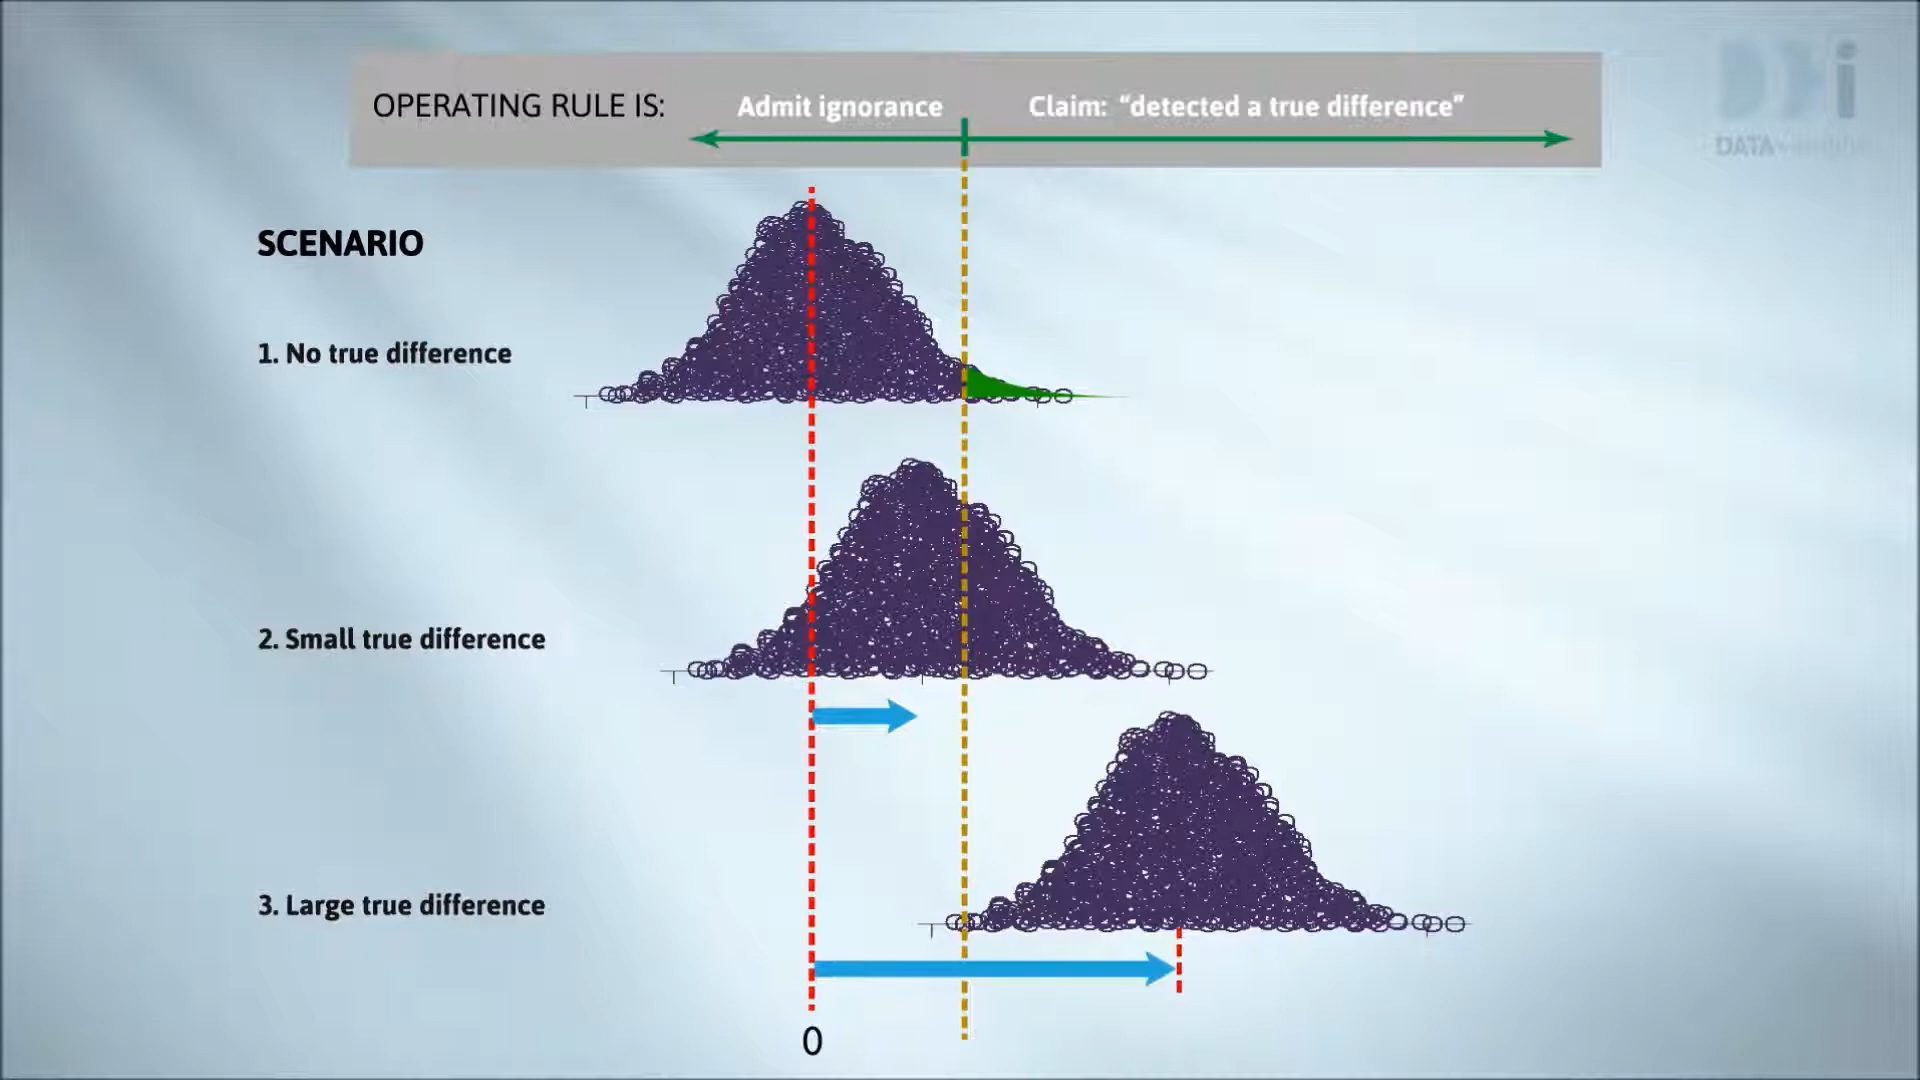 OPERATING RULE IS:
Admit ignorance
Claim: “detected a true difference”
DATA
SCENARIO
1. No true difference
2. Small true difference
3. Large true difference
0